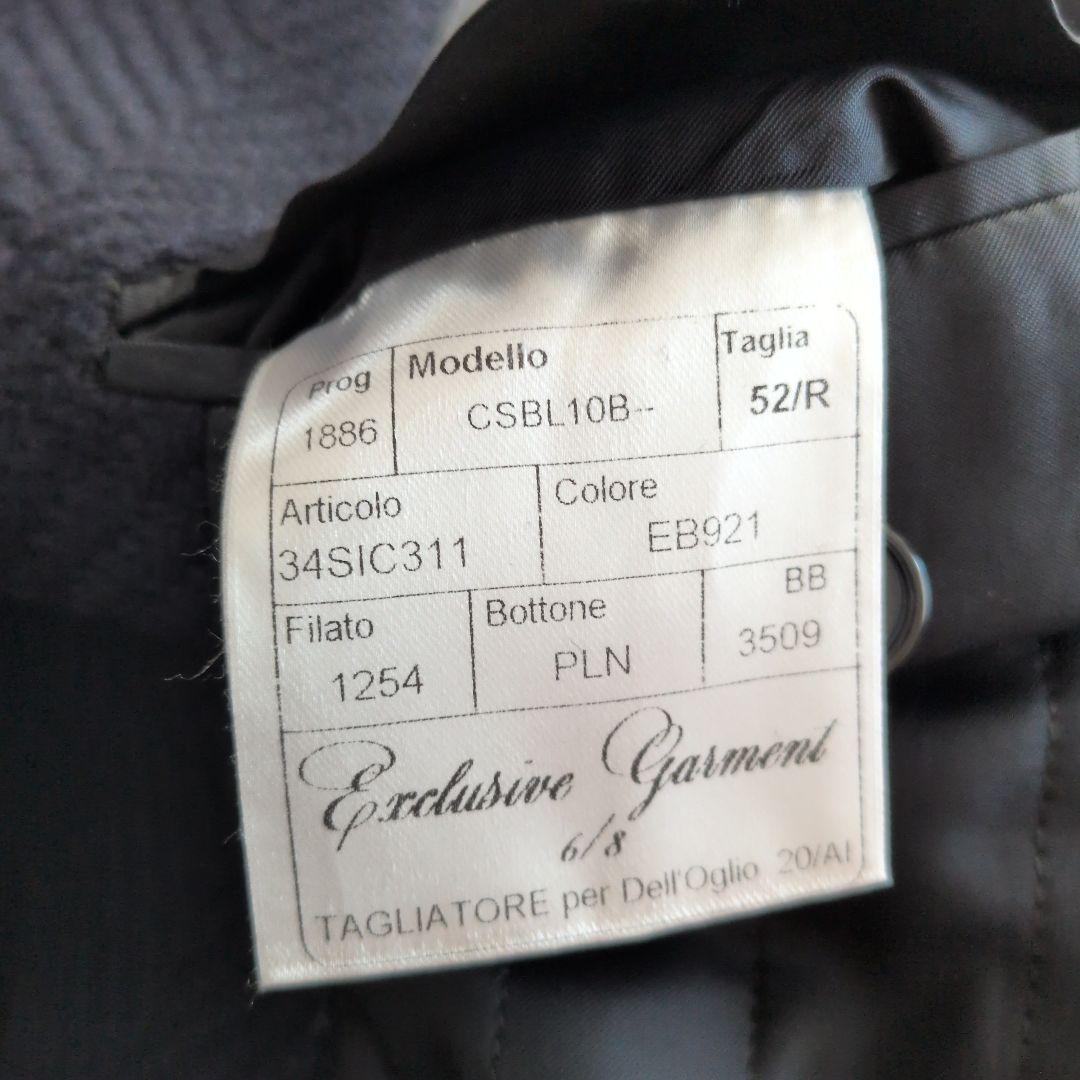 Prog Modello Taglia
1886 CSBL10B-- 52/R
Articolo Colore
34SIC311 EB921
Filato Bottone BB
1254 PLN 3509
Exclusive Garment
6/8
TAGLIATORE per Dell'Oglio 20/AI